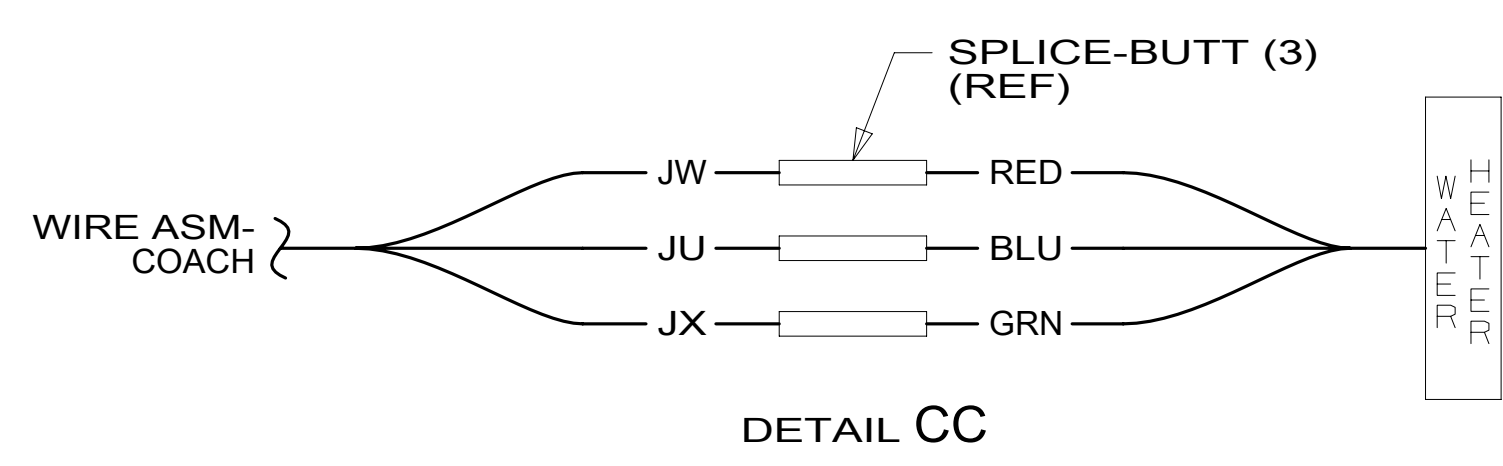 SPLICE-BUTT (3)
(REF)
JW
RED
WIRE ASM-
COACH
JU
BLU
JX
GRN
WATER
HEATER
DETAIL CC